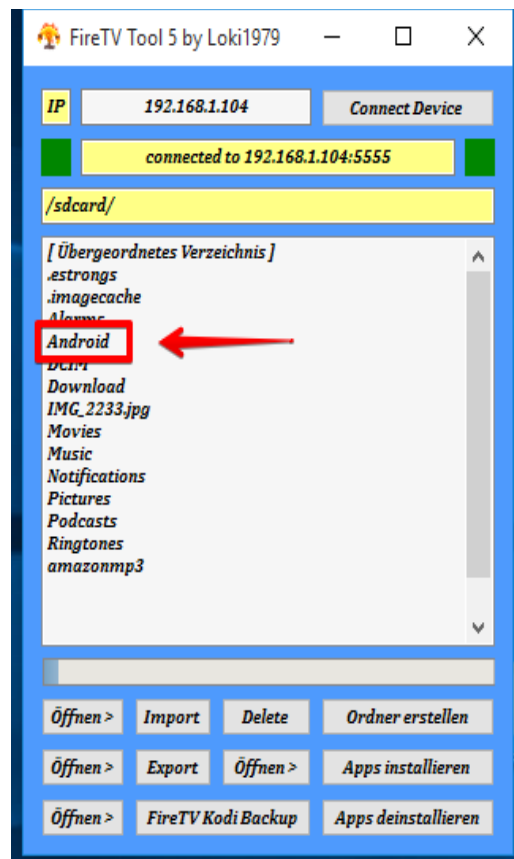 FireTV Tool 5 by Loki1979
IP 192.168.1.104 Connect Device
connected to 192.168.1.104:5555
/sdcard/
[ Übergeordnetes Verzeichnis ]
.estrongs
.imagecache
Alarms
Android
DCIM
Download
IMG_2233.jpg
Movies
Music
Notifications
Pictures
Podcasts
Ringtones
amazonmp3
Öffnen > Import Delete Ordner erstellen
Öffnen > Export Öffnen > Apps installieren
Öffnen > FireTV Kodi Backup Apps deinstallieren